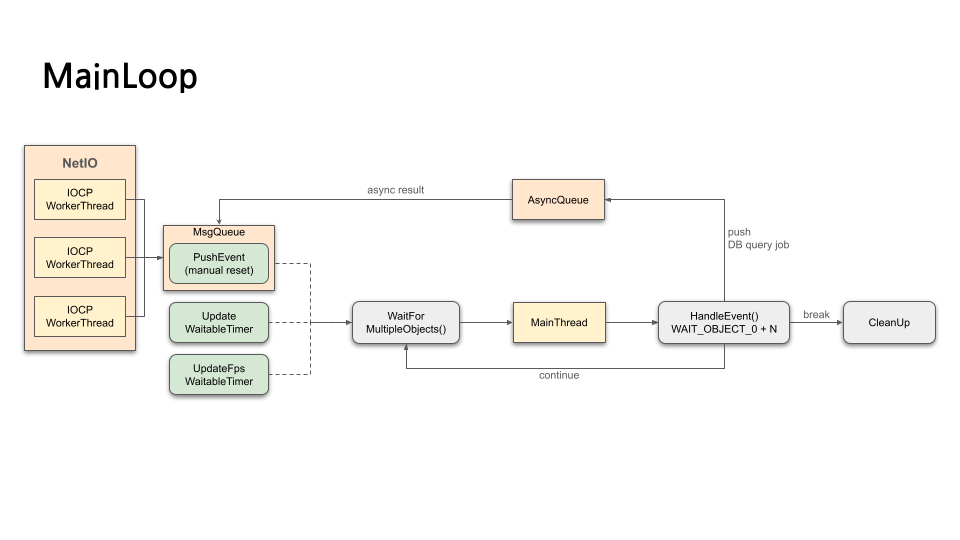 MainLoop
NetIO
IOCP
WorkerThread
IOCP
WorkerThread
IOCP
WorkerThread
MsgQueue
PushEvent
(manual reset)
Update
WaitableTimer
UpdateFps
WaitableTimer
async result
AsyncQueue
push
DB query job
WaitFor
MultipleObjects()
MainThread
HandleEvent()
WAIT_OBJECT_0 + N
break
CleanUp
continue